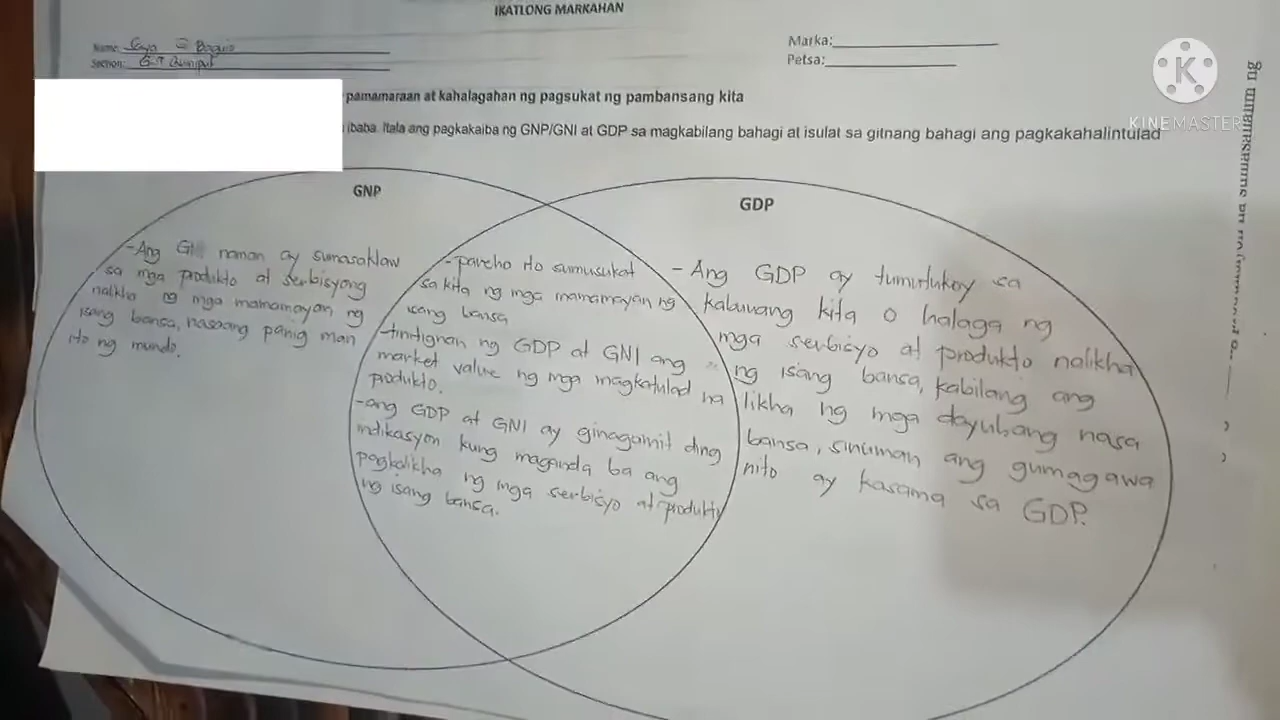 IKATLONG MARKAHAN
Name:
Section:
Marka:
Petsa:
K
KINEMASTER
pamamaraan at kahalagahan ng pagsukat ng pambansang kita
ibaba. Itala ang pagkakaiba ng GNP/GNI at GDP sa magkabilang bahagi at isulat sa gitnang bahagi ang pagkakahalintulad
GNP
-Ang naman ay sumasaklaw
sa mga produkto at serbisyong
nalikha ng mga mamamayan ng
isang bansa, nasaang panig man
ito ng mundo.
-pareho ito sumusukat
sa kita ng mga mamamayan ng
isang bansa
-tinitignan ng GDP at GNI ang
market value ng mga magkatulad na
produkto.
-ang GDP at GNI ay ginagamit ding
indikasyon kung maganda ba ang
pagkalikha ng mga serbisyo at produkto
ng isang bansa.
GDP
- Ang GDP ay tumutukoy sa
kabuuang kita o halaga ng
mga serbisyo at produkto nalikha
ng isang bansa, kabilang ang
likha ng mga dayuhang nasa
bansa, sinuman ang gumagawa
nito ay kasama sa GDP.